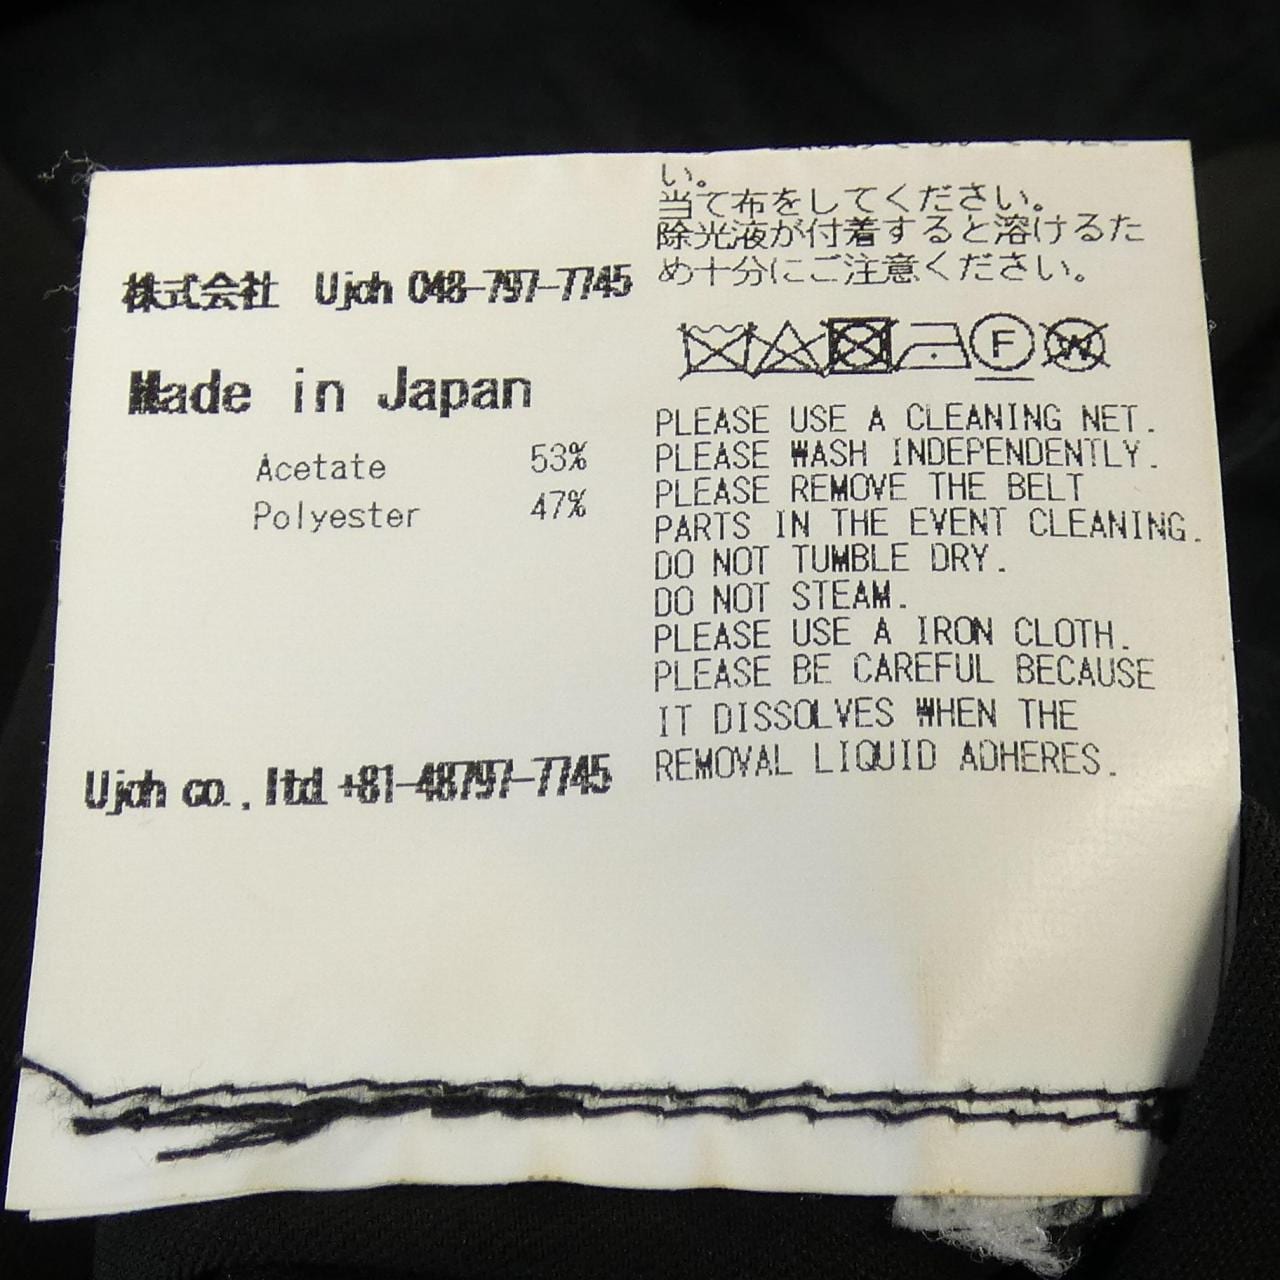 株式会社 Ujoh 048-797-7745
Made in Japan
Acetate 53%
Polyester 47%
Ujoh co., ltd. +81-48797-7745
い。
当て布をしてください。
除光液が付着すると溶けるた
め十分にご注意ください。
F
W
PLEASE USE A CLEANING NET.
PLEASE WASH INDEPENDENTLY.
PLEASE REMOVE THE BELT
PARTS IN THE EVENT CLEANING.
DO NOT TUMBLE DRY.
DO NOT STEAM.
PLEASE USE A IRON CLOTH.
PLEASE BE CAREFUL BECAUSE
IT DISSOLVES WHEN THE
REMOVAL LIQUID ADHERES.